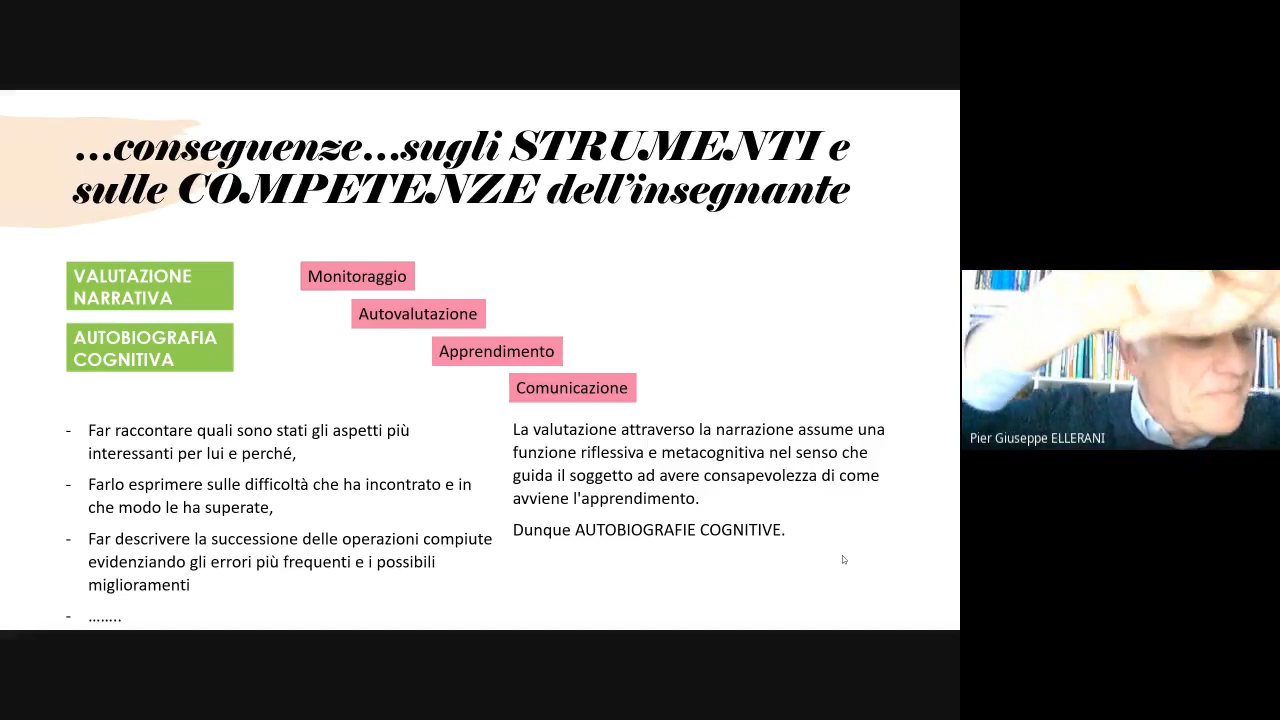 ...conseguenze...sugli STRUMENTI e
sulle COMPETENZE dell'insegnante
VALUTAZIONE
NARRATIVA
AUTOBIOGRAFIA
COGNITIVA
Monitoraggio
Autovalutazione
Apprendimento
Comunicazione
- Far raccontare quali sono stati gli aspetti più
interessanti per lui e perché,
- Farlo esprimere sulle difficoltà che ha incontrato e in
che modo le ha superate,
- Far descrivere la successione delle operazioni compiute
evidenziando gli errori più frequenti e i possibili
miglioramenti
- ……..
La valutazione attraverso la narrazione assume una
funzione riflessiva e metacognitiva nel senso che
guida il soggetto ad avere consapevolezza di come
avviene l'apprendimento.
Dunque AUTOBIOGRAFIE COGNITIVE.
Pier Giuseppe ELLERANI